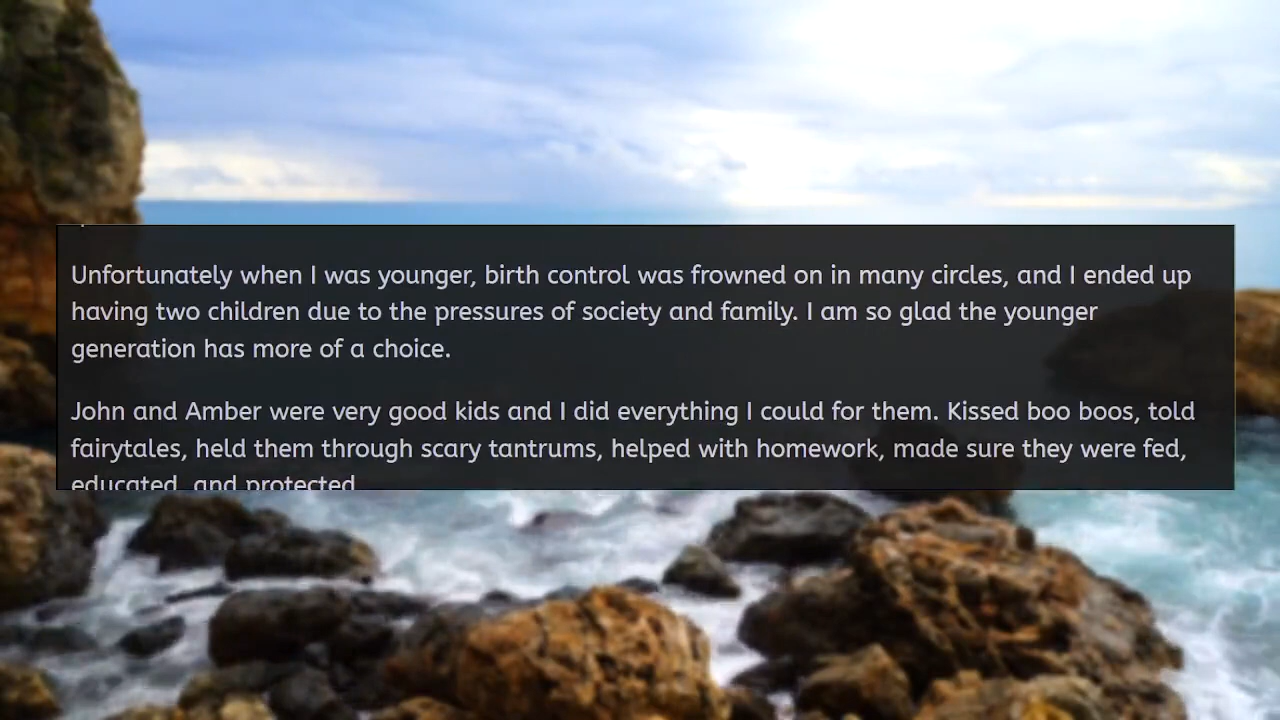 Unfortunately when I was younger, birth control was frowned on in many circles, and I ended up
having two children due to the pressures of society and family. I am so glad the younger
generation has more of a choice.
John and Amber were very good kids and I did everything I could for them. Kissed boo boos, told
fairytales, held them through scary tantrums, helped with homework, made sure they were fed,
educated, and protected